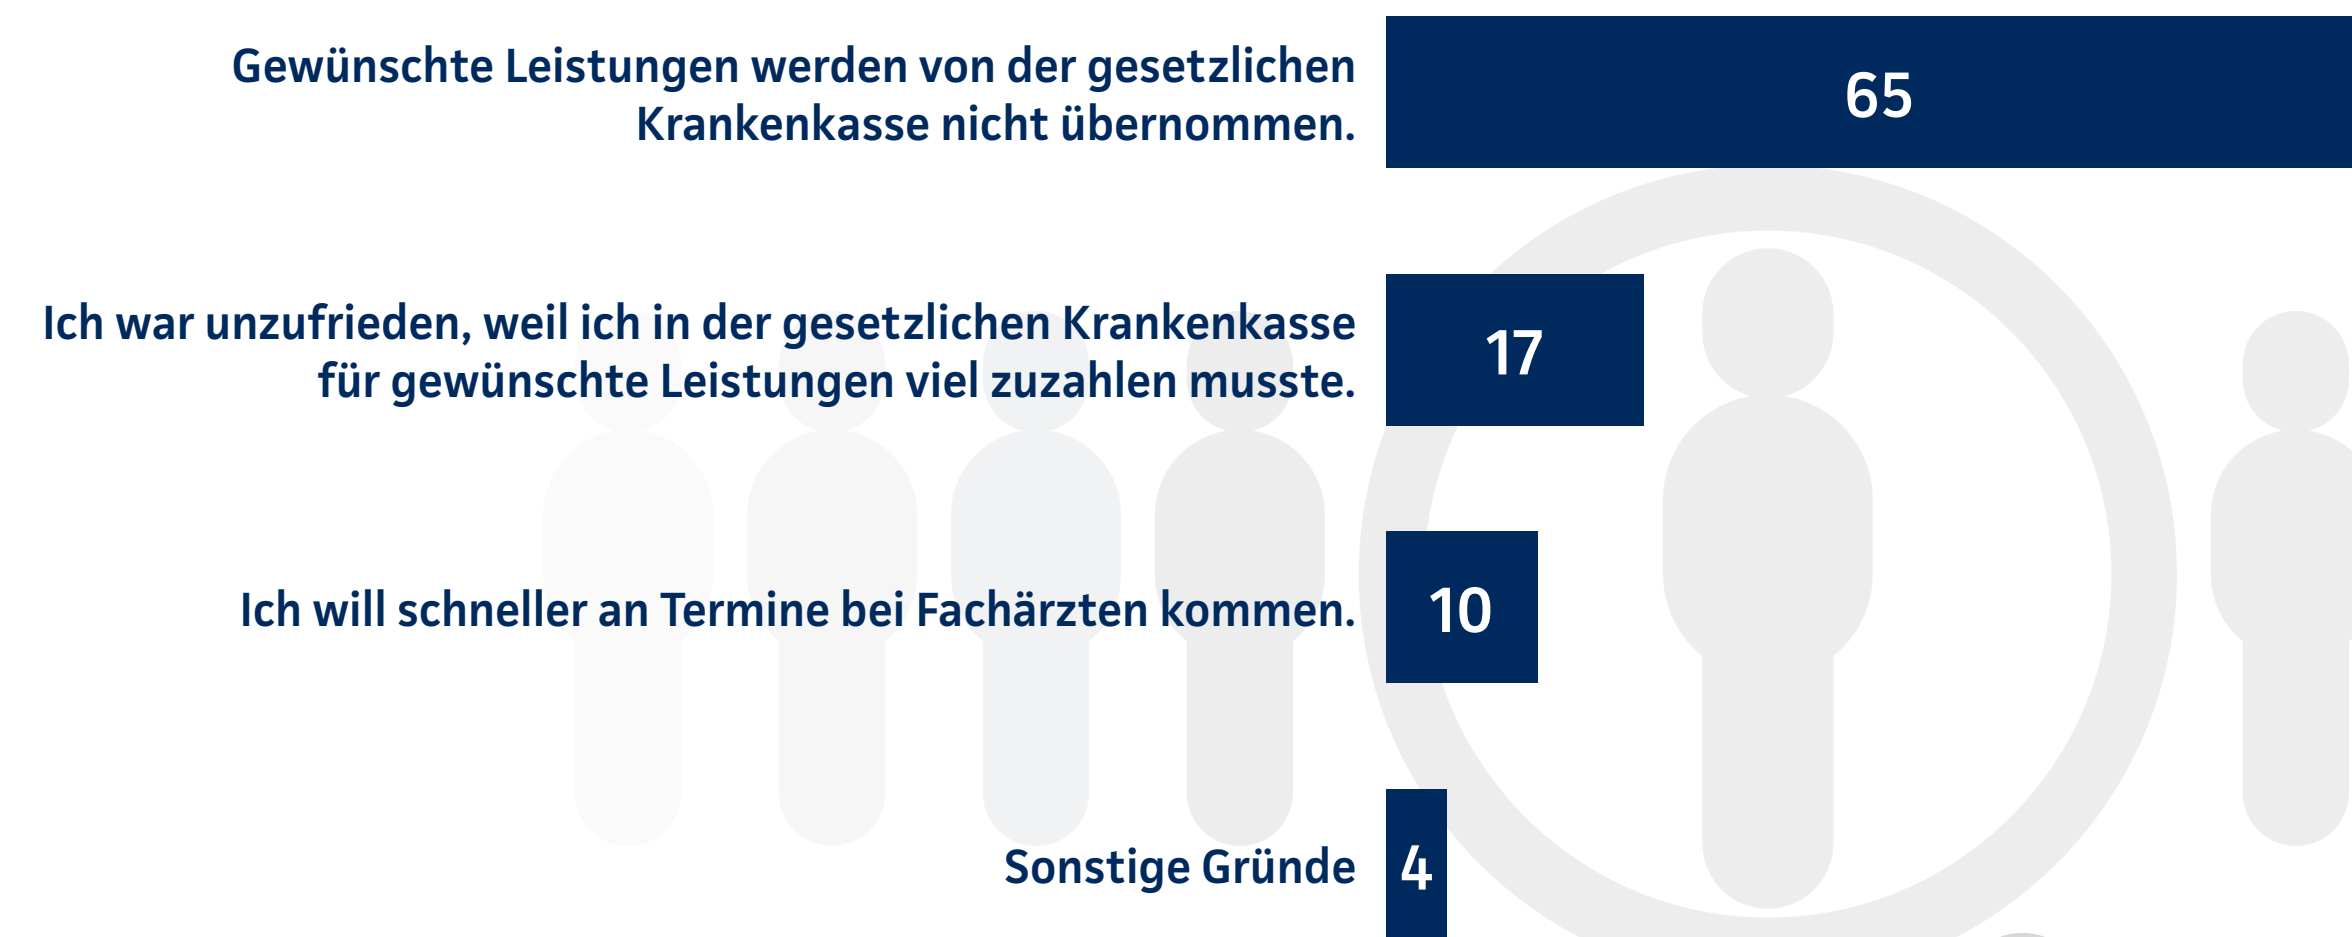 Gewünschte Leistungen werden von der gesetzlichen
Krankenkasse nicht übernommen.
65
Ich war unzufrieden, weil ich in der gesetzlichen Krankenkasse
für gewünschte Leistungen viel zuzahlen musste.
17
Ich will schneller an Termine bei Fachärzten kommen.
10
Sonstige Gründe
4